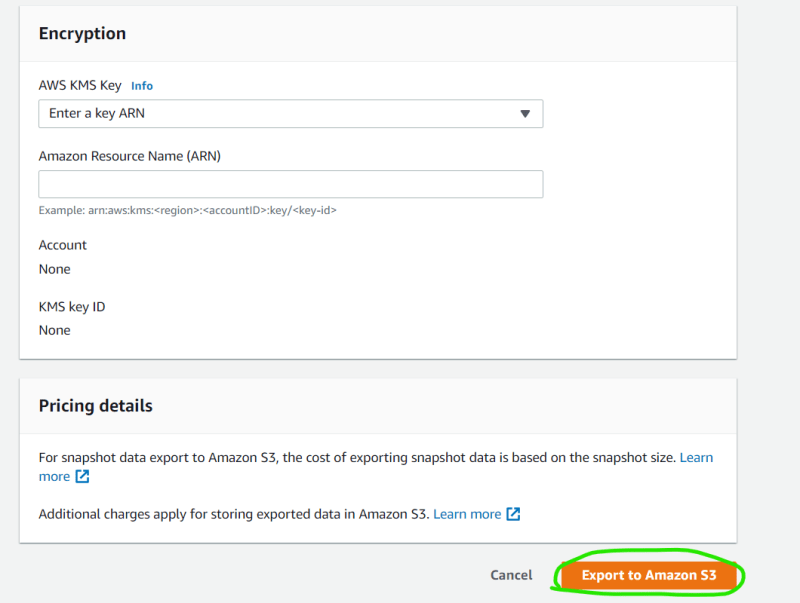 Encryption
AWS KMS Key Info
Enter a key ARN
Amazon Resource Name (ARN)
Example: arn:aws:kms:<region>:<accountID>:key/<key-id>
Account
None
KMS key ID
None
Pricing details
For snapshot data export to Amazon S3, the cost of exporting snapshot data is based on the snapshot size. Learn
more
Additional charges apply for storing exported data in Amazon S3. Learn more
Cancel Export to Amazon S3